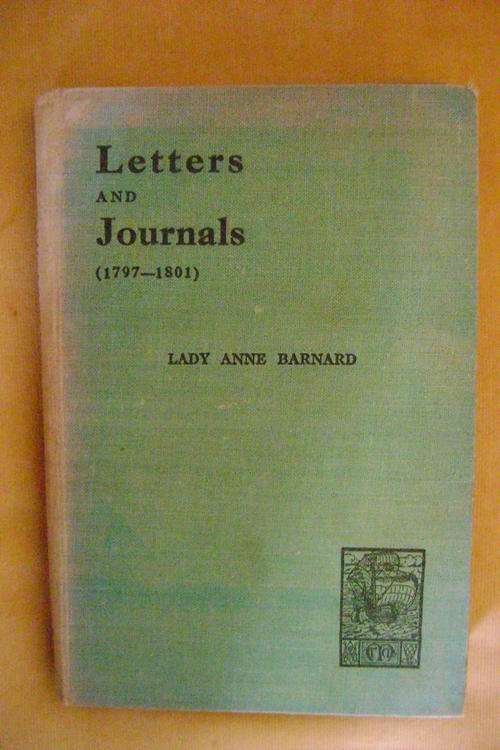 Letters
AND
Journals
(1797—1801)
LADY ANNE BARNARD